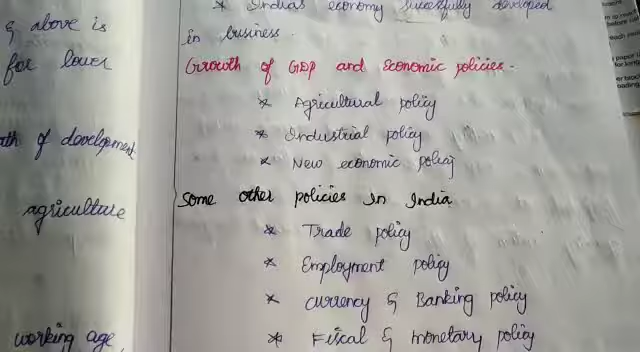 & above is
for lower
th of development
agriculture
working age
* India's economy successfully developed
in business.
Growth of GDP and Economic policies.
* Agricultural policy
* Industrial policy
* New economic policy
Some other policies in India
* Trade policy
* Employment policy
* currency & Banking policy
* Fiscal & monetary policy